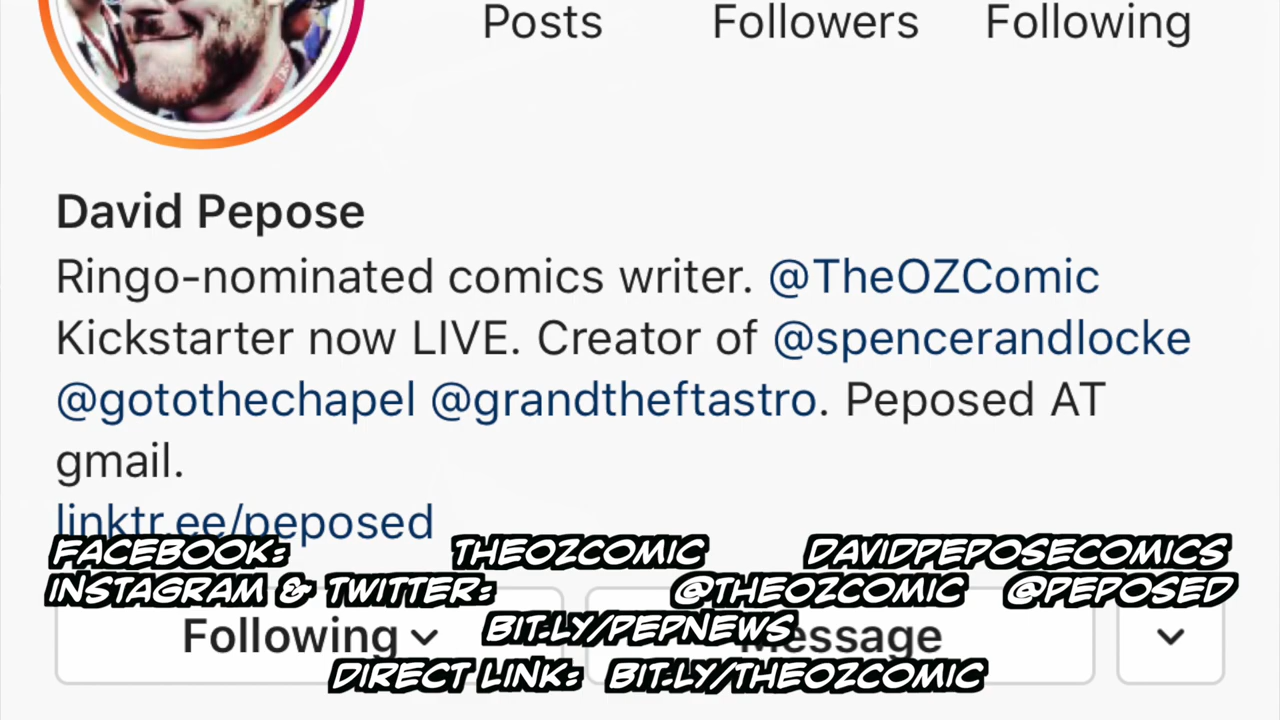 Posts Followers Following
David Pepose
Ringo-nominated comics writer. @TheOZComic
Kickstarter now LIVE. Creator of @spencerandlocke
@gotothechapel @grandtheftastro. Peposed AT
gmail.
linktr.ee/peposed
FACEBOOK: THEOZCOMIC DAVIDPEPOSECOMICS
INSTAGRAM & TWITTER: @THEOZCOMIC @PEPOSED
Following BIT.LY/PEPNEWS Message
DIRECT LINK: BIT.LY/THEOZCOMIC